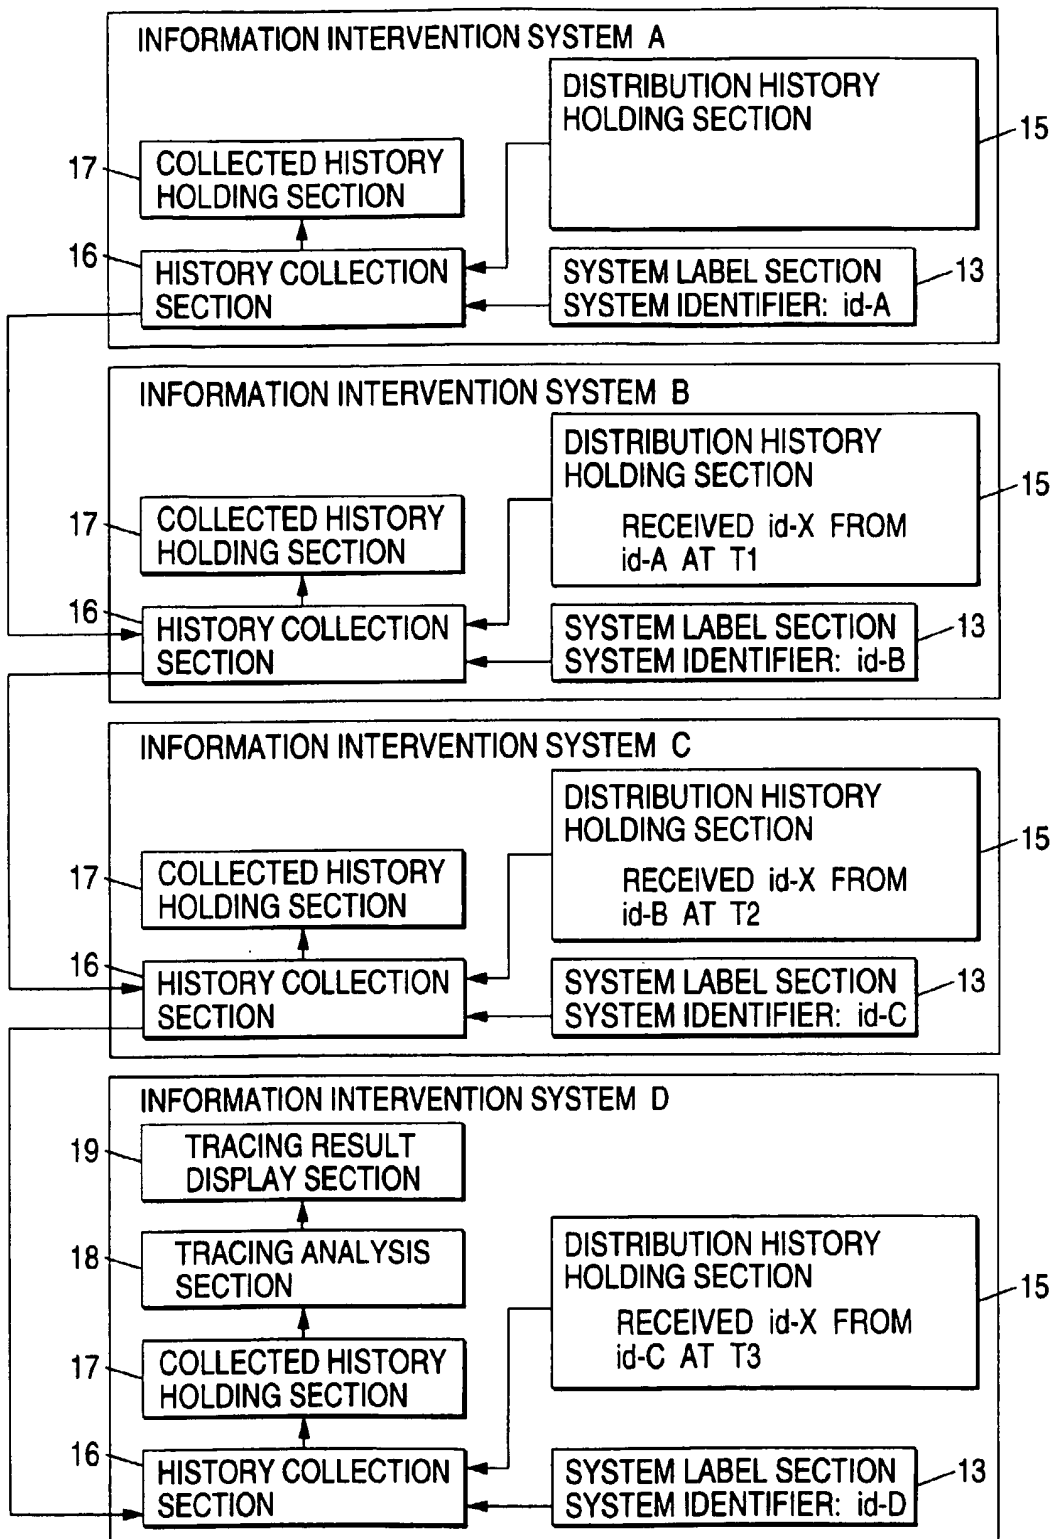 INFORMATION INTERVENTION SYSTEM A
DISTRIBUTION HISTORY
HOLDING SECTION
15
17
COLLECTED HISTORY
HOLDING SECTION
16
HISTORY COLLECTION
SECTION
SYSTEM LABEL SECTION
SYSTEM IDENTIFIER: id-A
13
INFORMATION INTERVENTION SYSTEM B
DISTRIBUTION HISTORY
HOLDING SECTION
RECEIVED id-X FROM
id-A AT T1
15
17
COLLECTED HISTORY
HOLDING SECTION
16
HISTORY COLLECTION
SECTION
SYSTEM LABEL SECTION
SYSTEM IDENTIFIER: id-B
13
INFORMATION INTERVENTION SYSTEM C
DISTRIBUTION HISTORY
HOLDING SECTION
RECEIVED id-X FROM
id-B AT T2
15
17
COLLECTED HISTORY
HOLDING SECTION
16
HISTORY COLLECTION
SECTION
SYSTEM LABEL SECTION
SYSTEM IDENTIFIER: id-C
13
INFORMATION INTERVENTION SYSTEM D
19
TRACING RESULT
DISPLAY SECTION
18
TRACING ANALYSIS
SECTION
DISTRIBUTION HISTORY
HOLDING SECTION
RECEIVED id-X FROM
id-C AT T3
15
17
COLLECTED HISTORY
HOLDING SECTION
16
HISTORY COLLECTION
SECTION
SYSTEM LABEL SECTION
SYSTEM IDENTIFIER: id-D
13